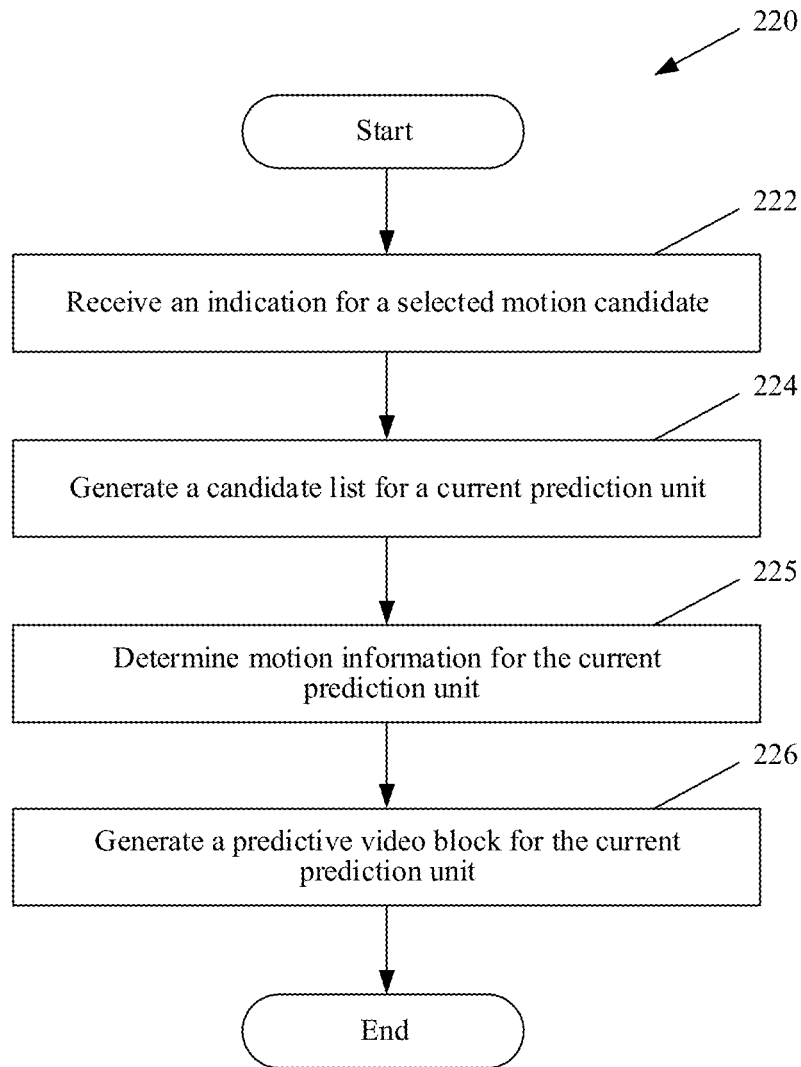 220
Start
222
Receive an indication for a selected motion candidate
224
Generate a candidate list for a current prediction unit
225
Determine motion information for the current
prediction unit
226
Generate a predictive video block for the current
prediction unit
End